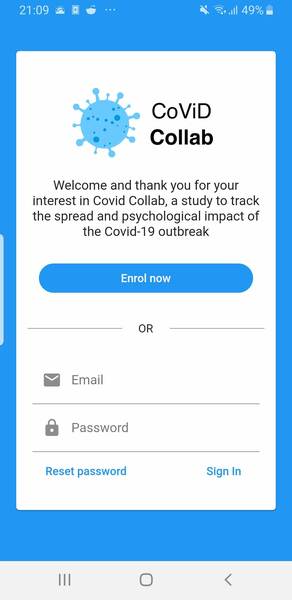 21:09 ... 49%
CoViD
Collab
Welcome and thank you for your
interest in Covid Collab, a study to track
the spread and psychological impact of
the Covid-19 outbreak
Enrol now
OR
Email
Password
Reset password Sign In